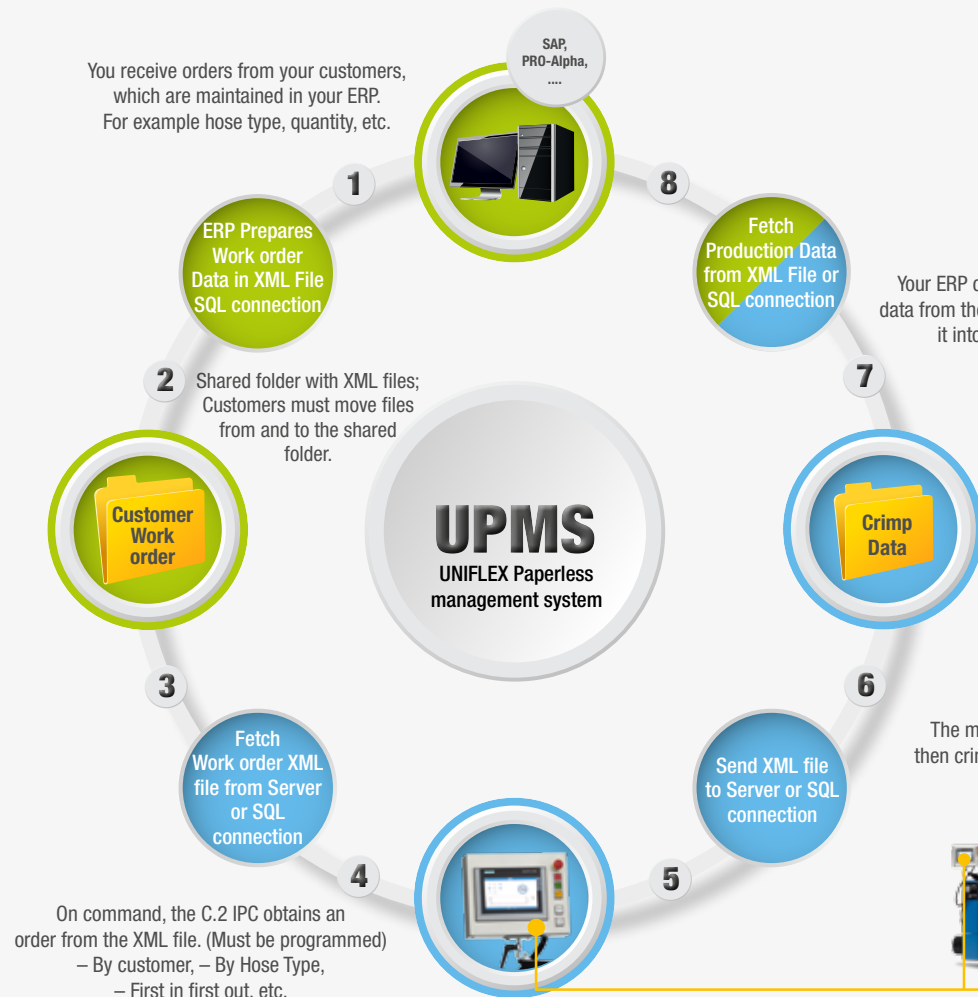 SAP,
PRO-Alpha,
....
You receive orders from your customers,
which are maintained in your ERP.
For example hose type, quantity, etc.
1
8
ERP Prepares
Work order
Data in XML File
SQL connection
Fetch
Production Data
from XML File or
SQL connection
Your ERP
data from the
it into
2
7
Shared folder with XML files;
Customers must move files
from and to the shared
folder.
Customer
Work
order
UPMS
UNIFLEX Paperless
management system
Crimp
Data
3
6
Fetch
Work order XML
file from Server
or SQL
connection
Send XML file
to Server or SQL
connection
The
then
4
5
On command, the C.2 IPC obtains an
order from the XML file. (Must be programmed)
– By customer, – By Hose Type,
– First in first out, etc.